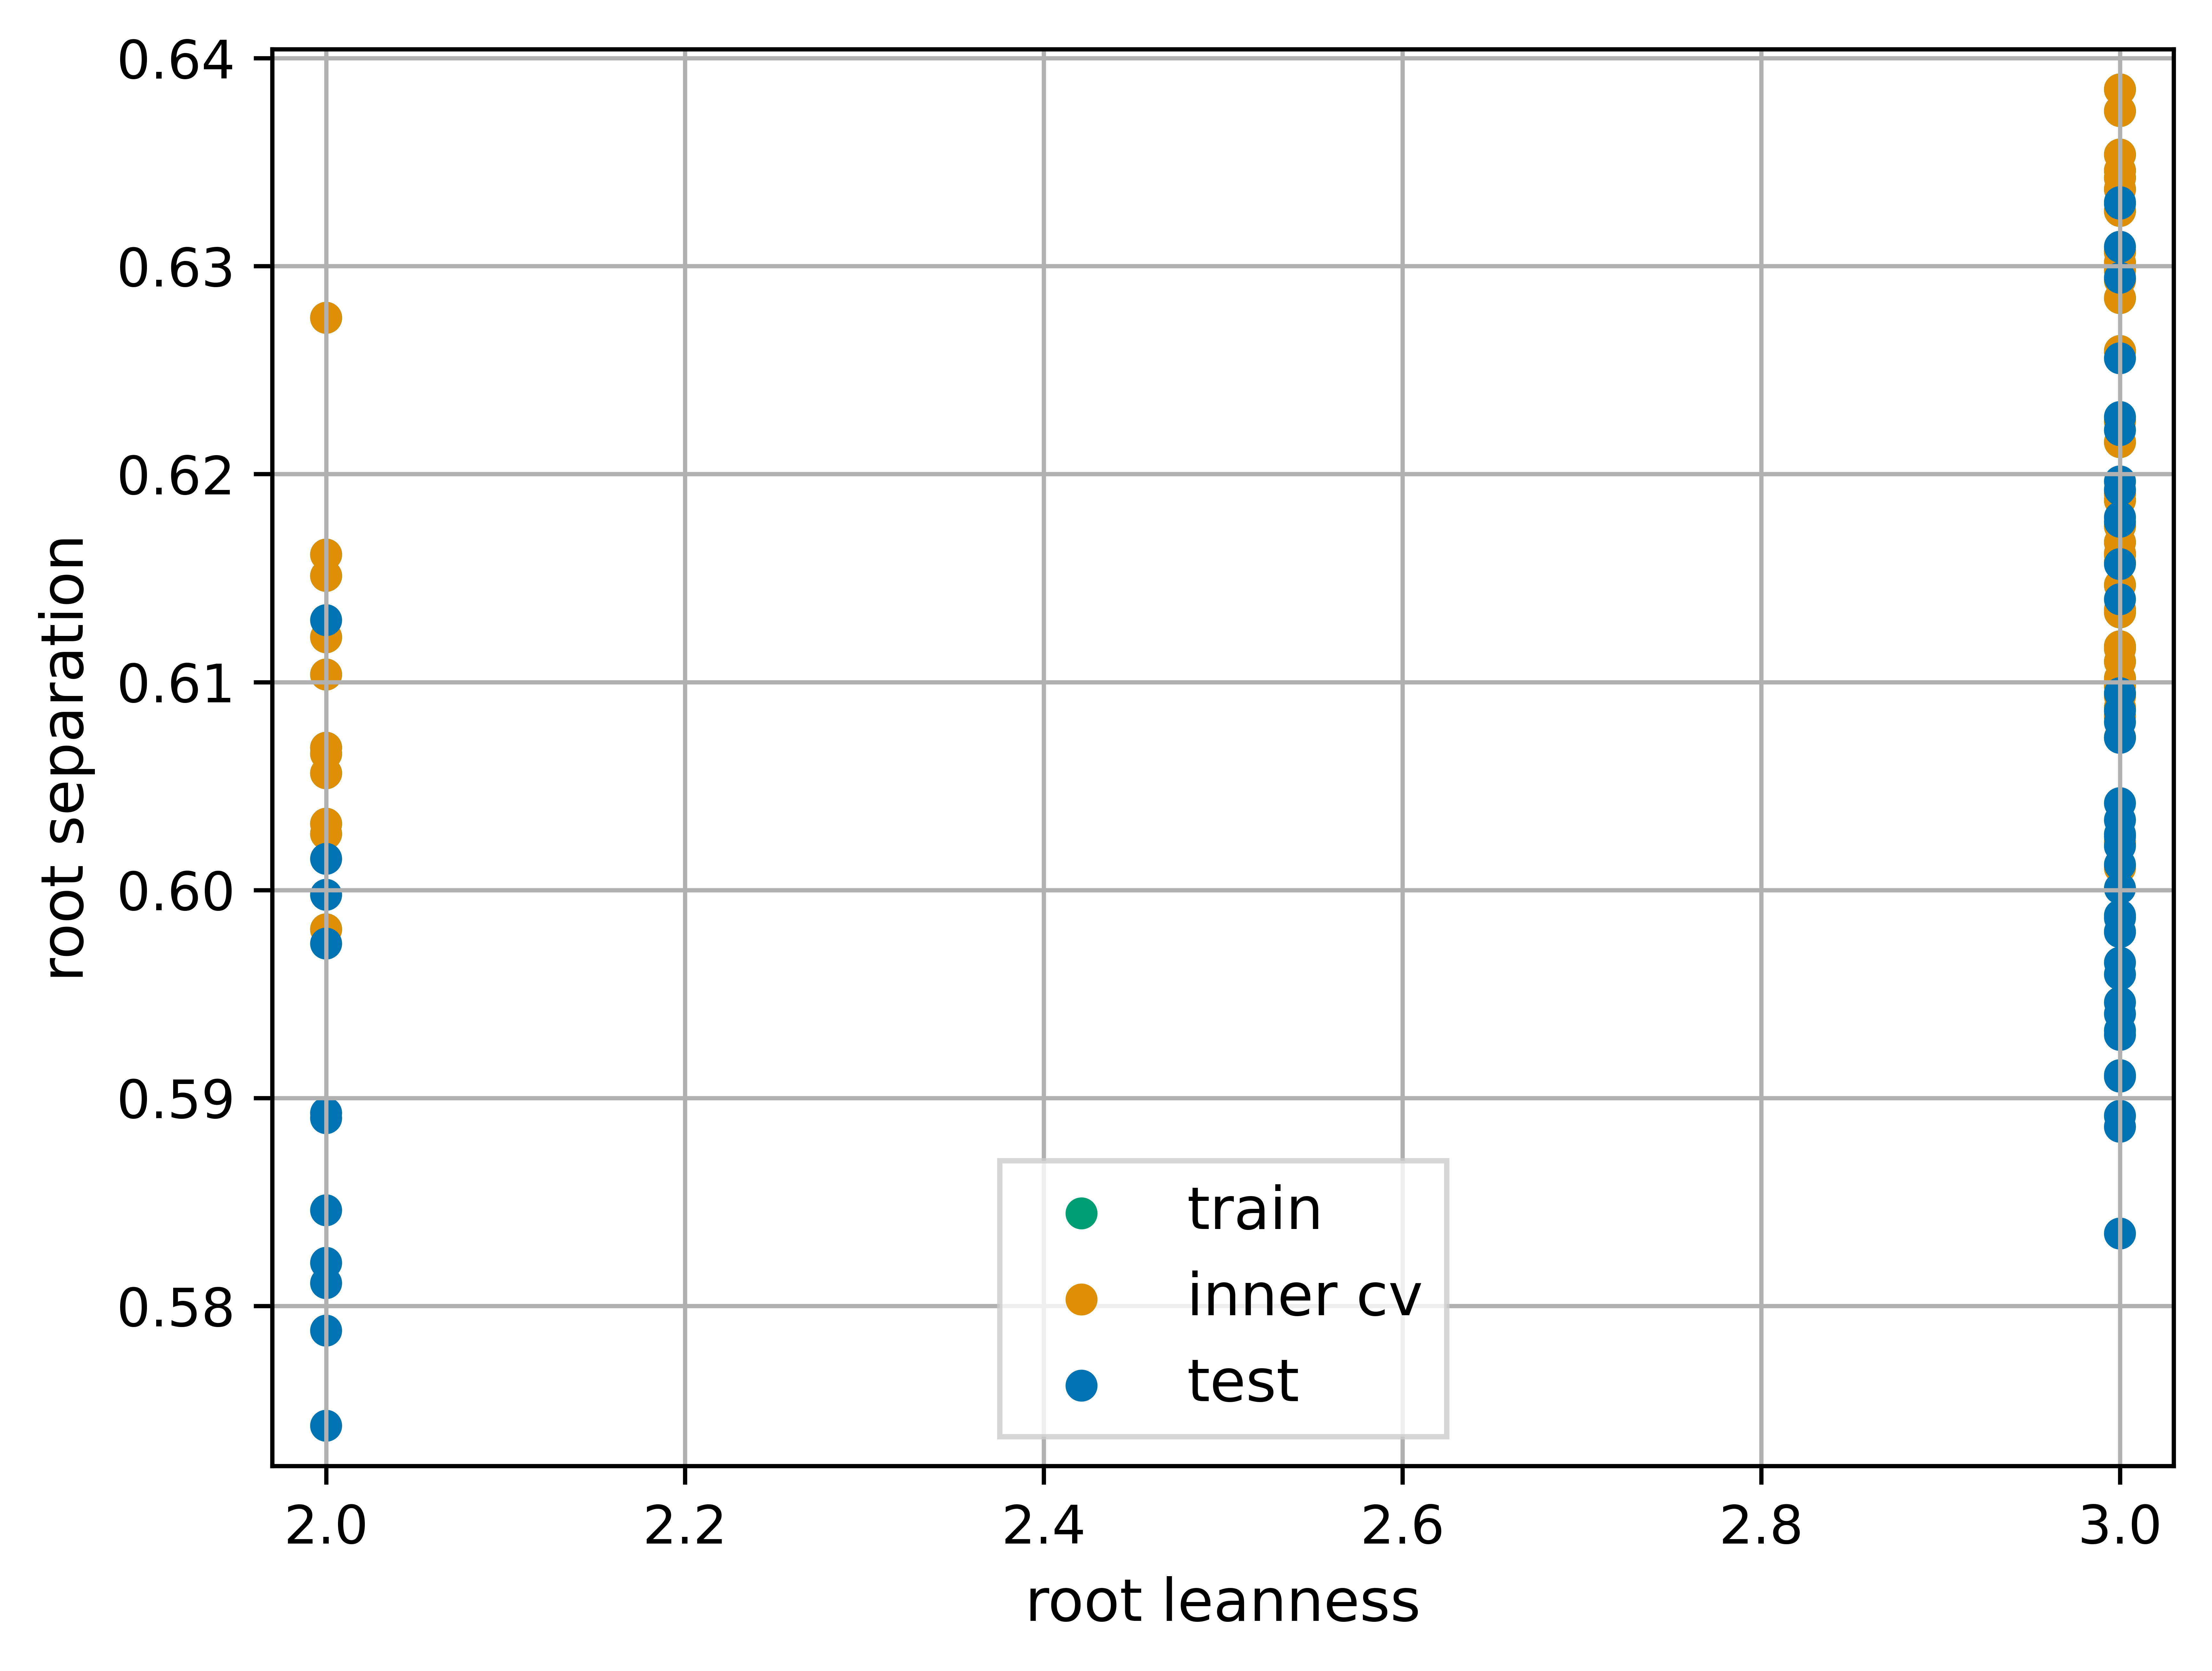 0.64
0.63
0.62
0.61
0.60
0.59
0.58
root separation
train
inner cv
test
2.0 2.2 2.4 2.6 2.8 3.0
root leanness